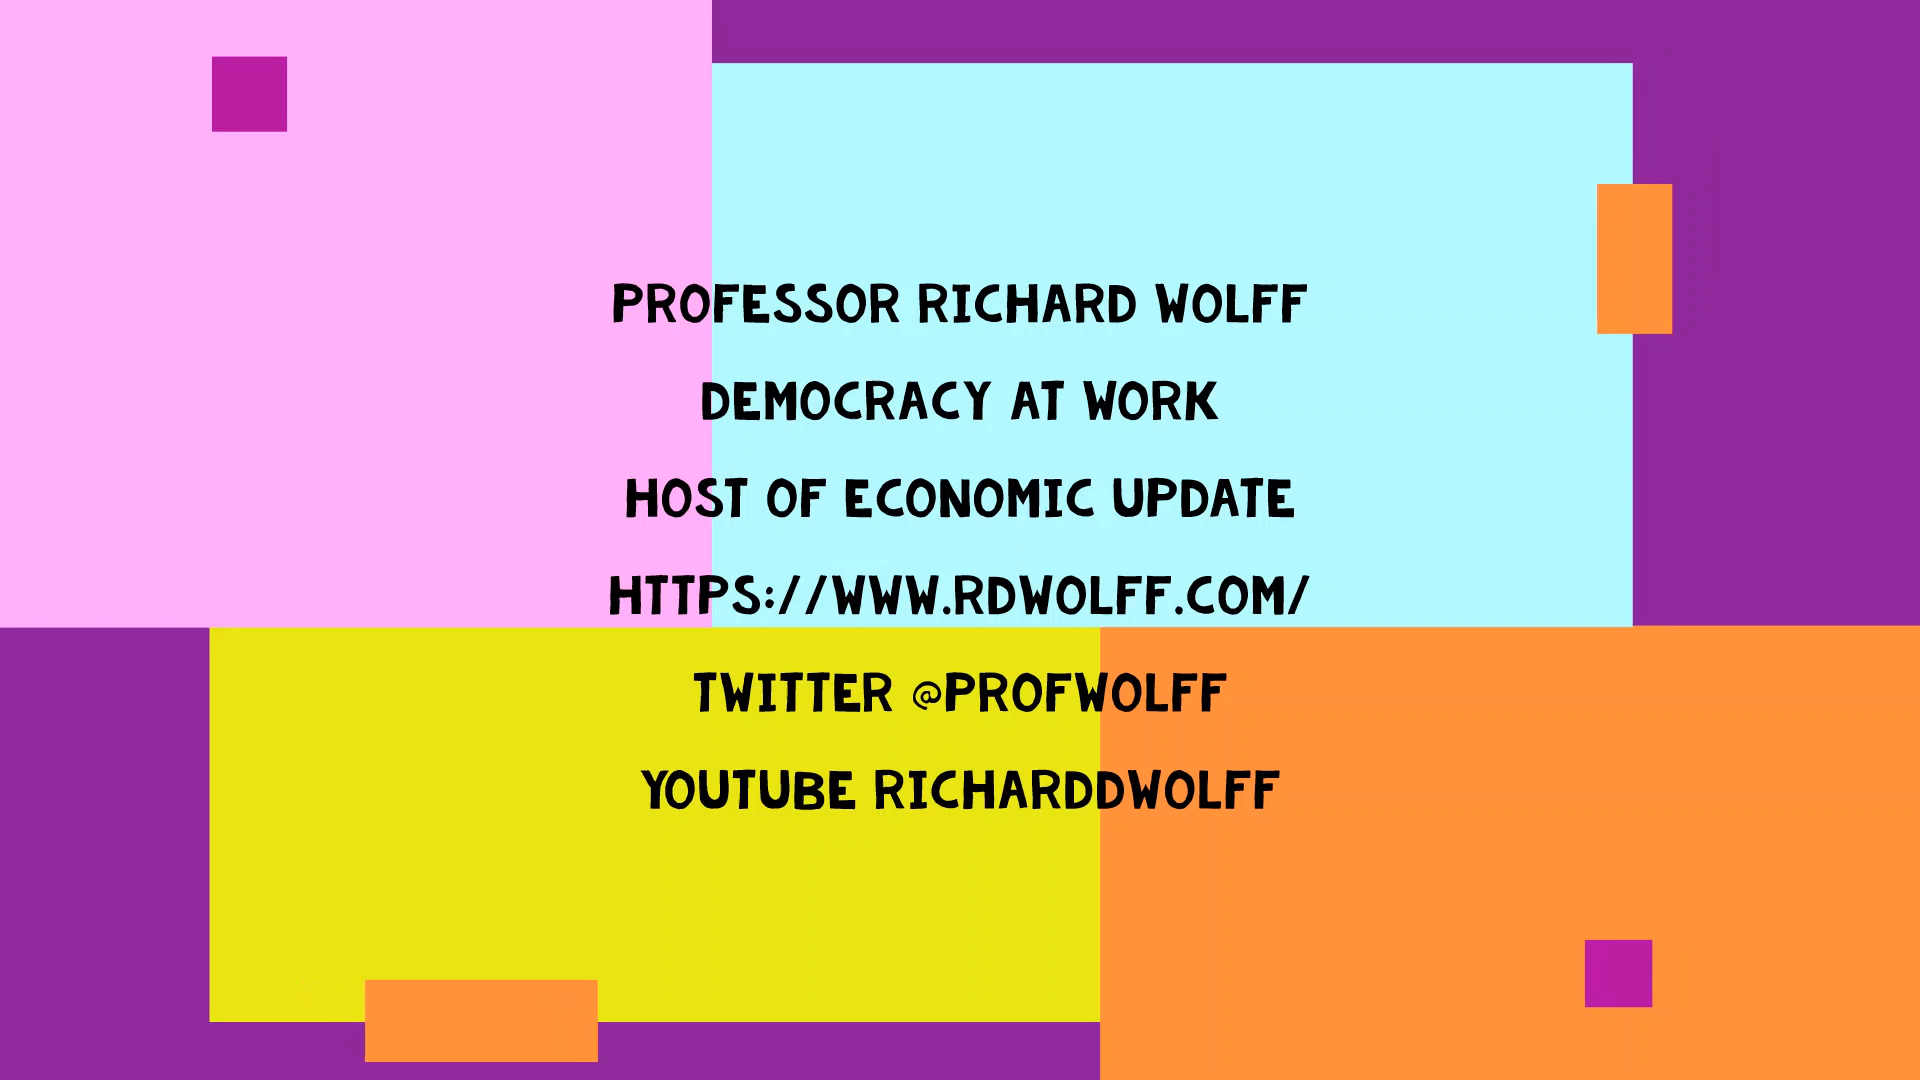 PROFESSOR RICHARD WOLFF
DEMOCRACY AT WORK
HOST OF ECONOMIC UPDATE
HTTPS://WWW.RDWOLFF.COM/
TWITTER @PROFWOLFF
YOUTUBE RICHARDDWOLFF